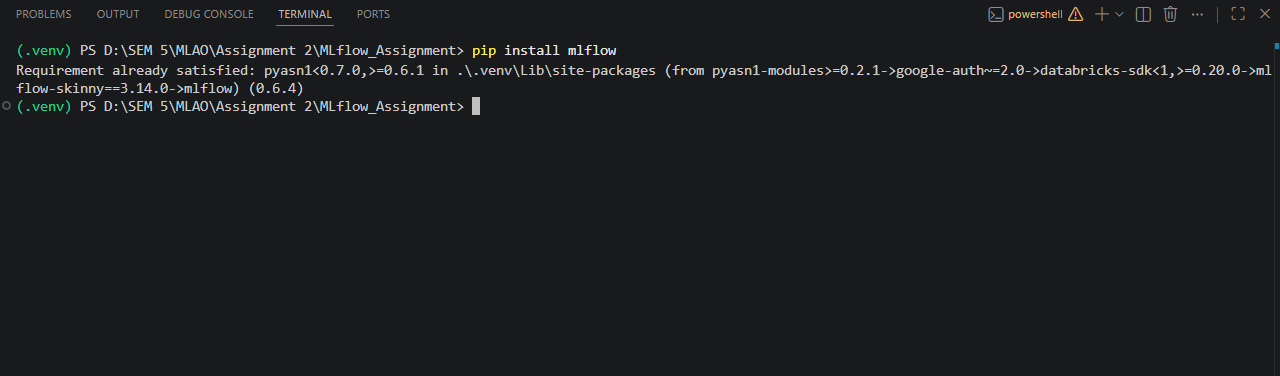 PROBLEMS OUTPUT DEBUG CONSOLE TERMINAL PORTS powershell
(.venv) PS D:\SEM 5\MLAO\Assignment 2\MLflow_Assignment> pip install mlflow
Requirement already satisfied: pyasn1<0.7.0,>=0.6.1 in .\.venv\Lib\site-packages (from pyasn1-modules>=0.2.1->google-auth~=2.0->databricks-sdk<1,>=0.20.0->ml
flow-skinny==3.14.0->mlflow) (0.6.4)
(.venv) PS D:\SEM 5\MLAO\Assignment 2\MLflow_Assignment>